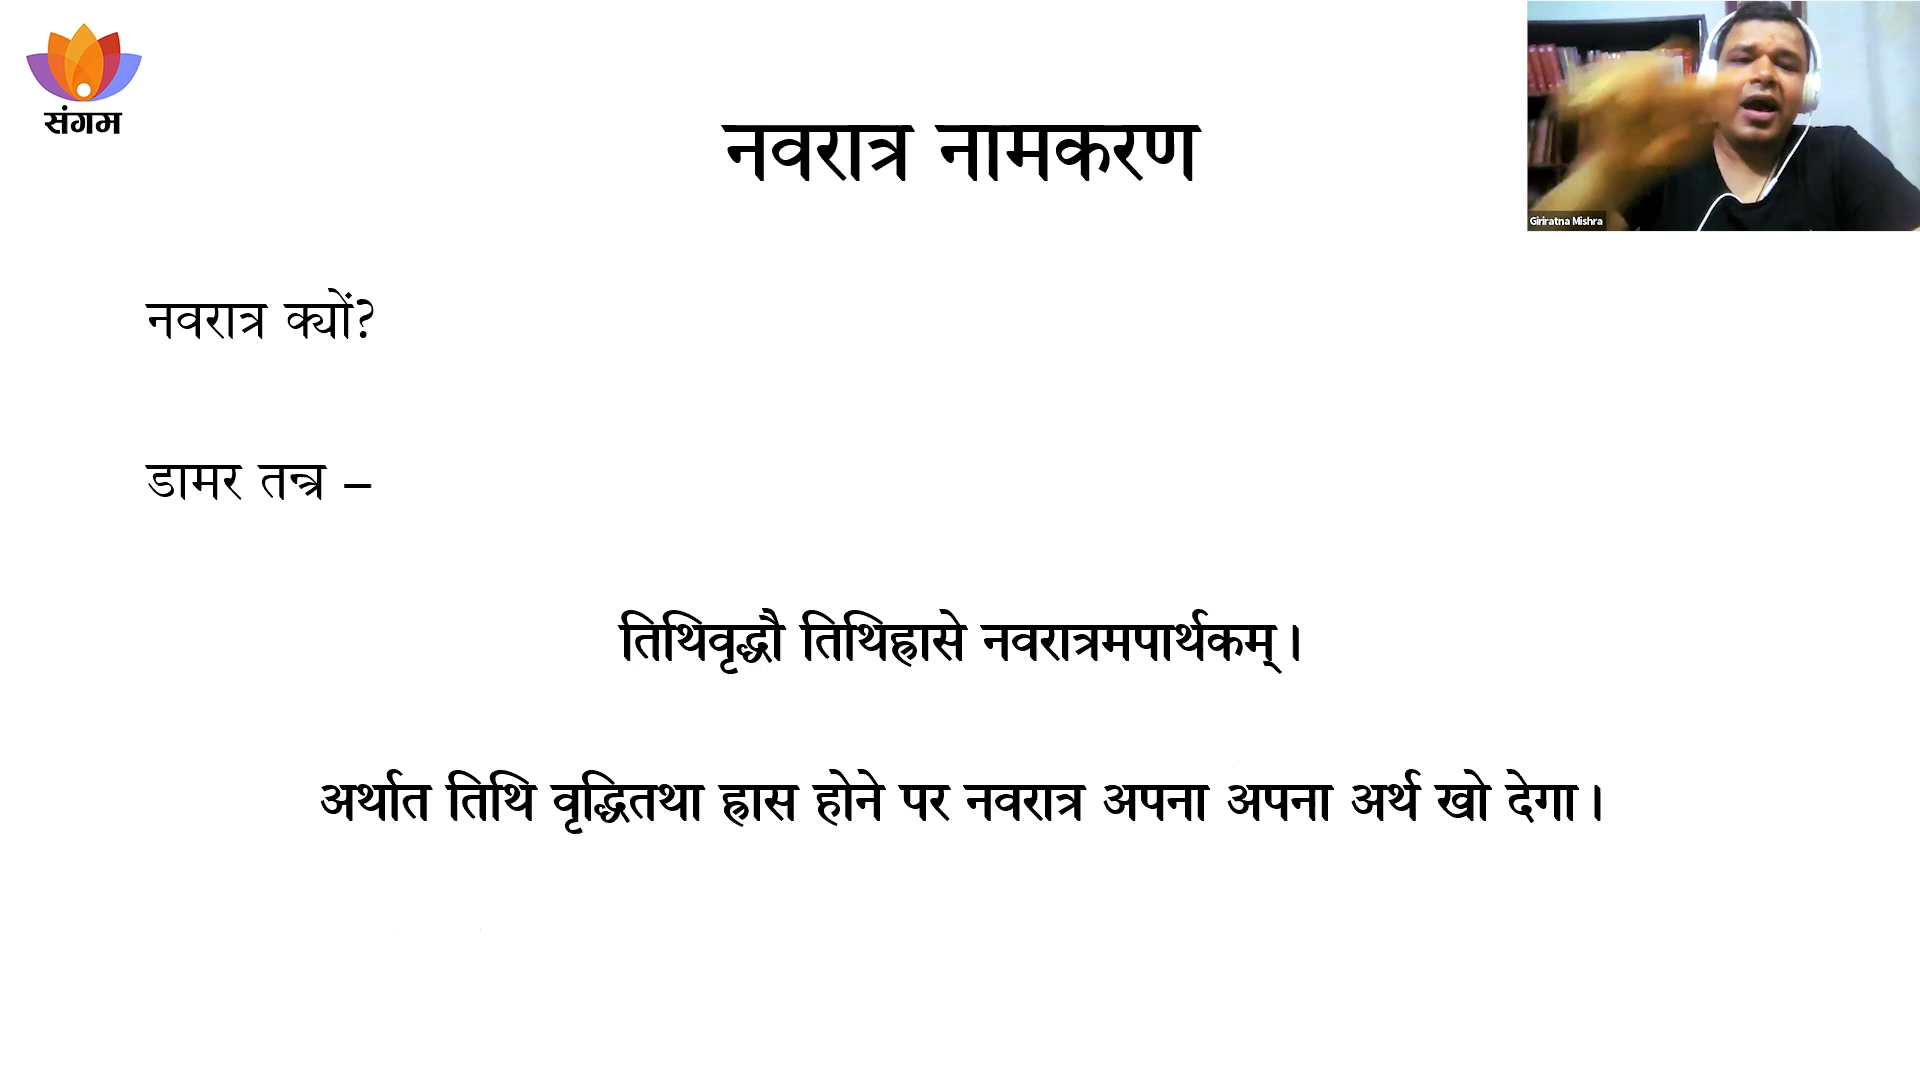 संगम
नवरात्र नामकरण
Giriratna Mishra
नवरात्र क्यों?
डामर तन्त्र –
तिथिवृद्धौ तिथिह्रासे नवरात्रमपार्थकम् ।
अर्थात तिथि वृद्धितथा ह्रास होने पर नवरात्र अपना अपना अर्थ खो देगा ।